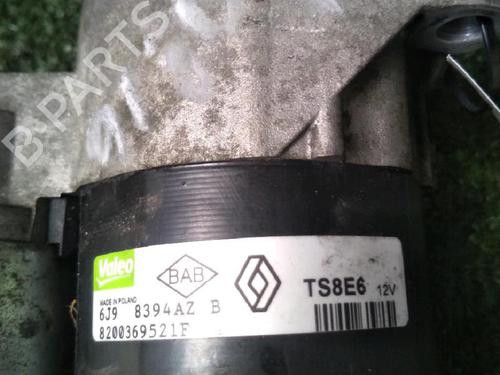 B-PARTS
Valeo
BAB
MADE IN POLAND
TS8E6 12V
6J9 8394AZ B
8200369521F